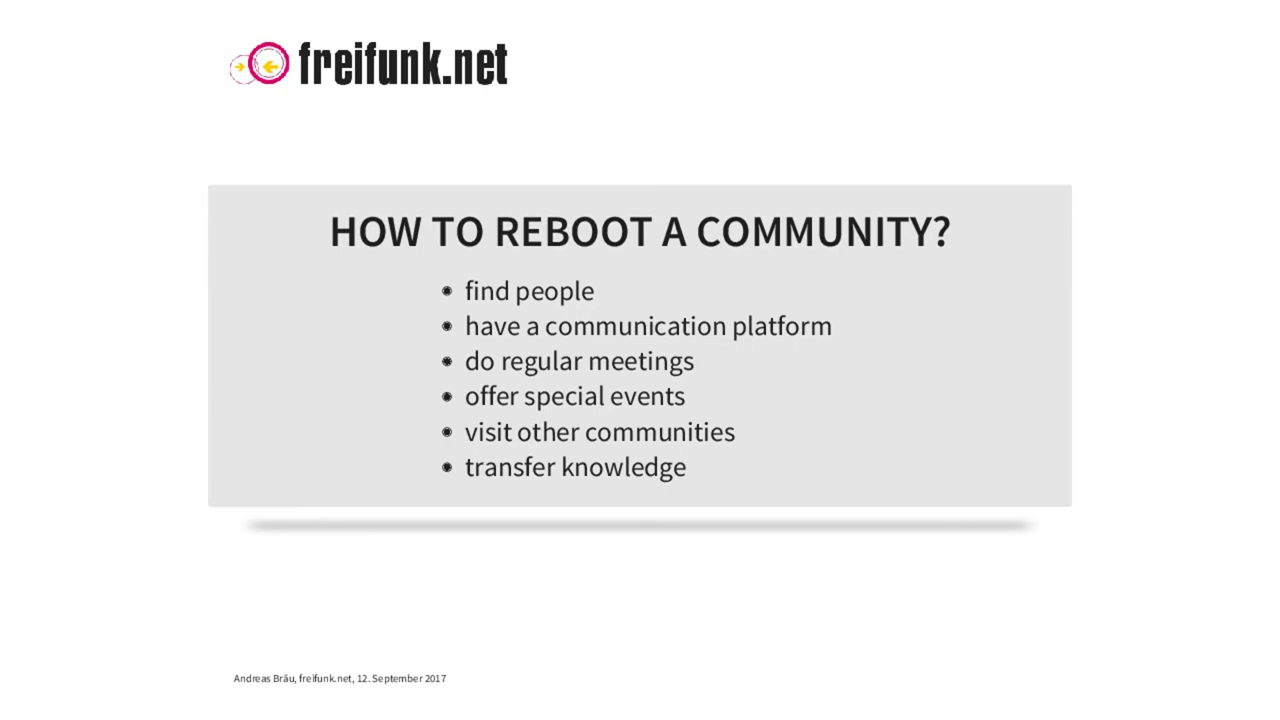 freifunk.net
HOW TO REBOOT A COMMUNITY?
find people
have a communication platform
do regular meetings
offer special events
visit other communities
transfer knowledge
Andreas Bräu, freifunk.net, 12. September 2017